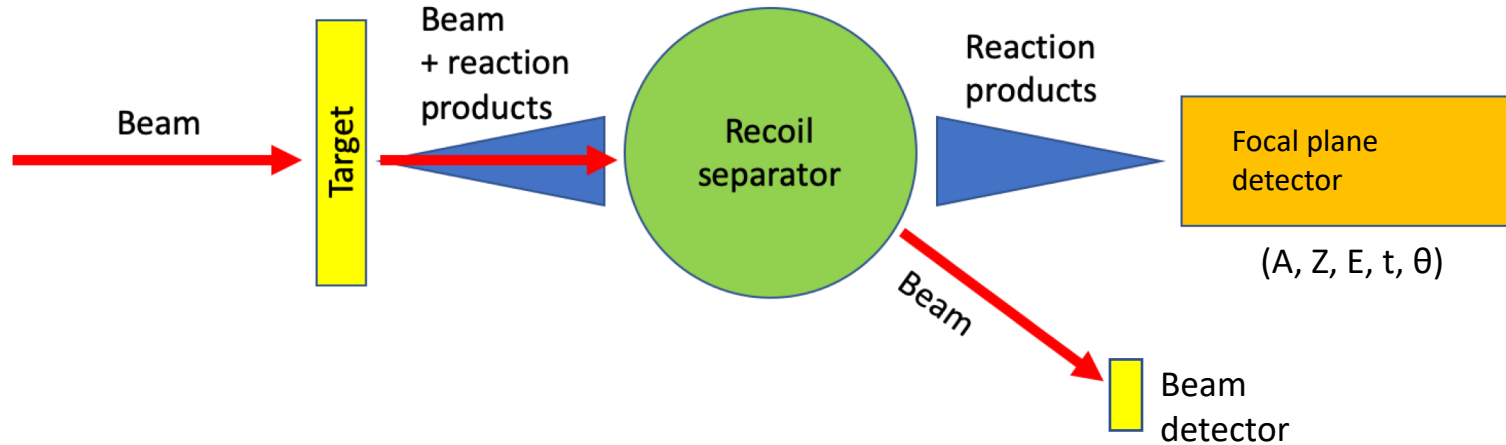 Beam
Target
Beam
+ reaction
products
Recoil
separator
Reaction
products
Focal plane
detector
(A, Z, E, t, θ)
Beam
Beam
detector